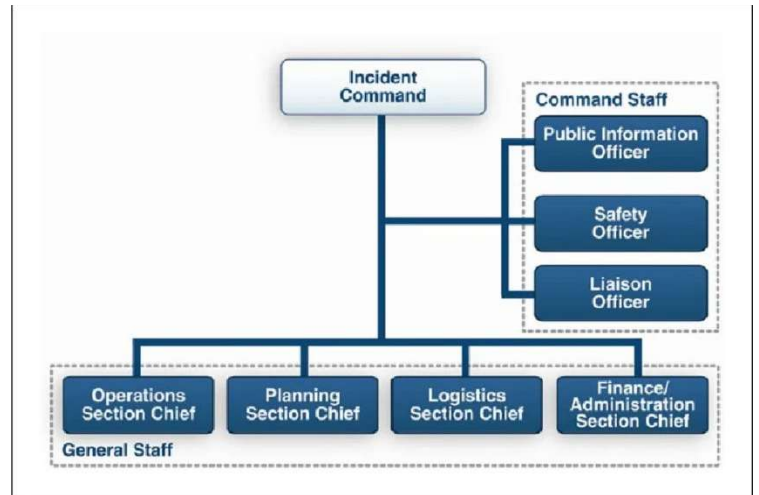 Incident
Command
Command Staff
Public Information
Officer
Safety
Officer
Liaison
Officer
Operations
Section Chief
Planning
Section Chief
Logistics
Section Chief
Finance/
Administration
Section Chief
General Staff